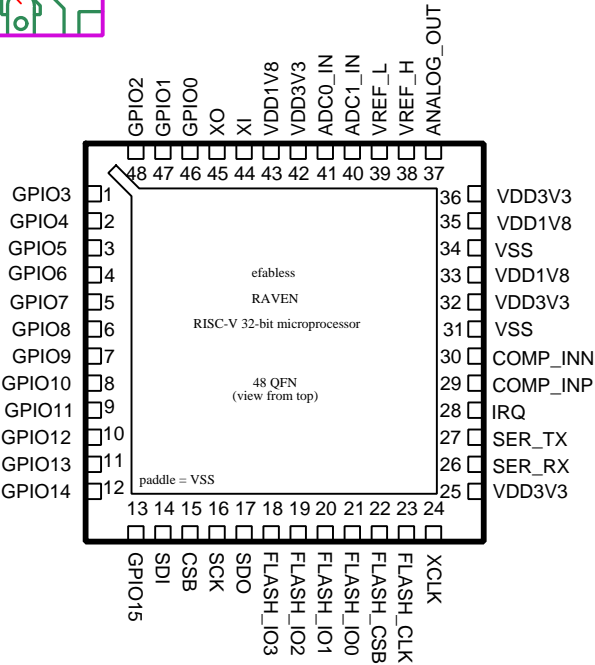 GPIO2
GPIO1
GPIO0
XO
XI
VDD1V8
VDD3V3
ADC0_IN
ADC1_IN
VREF_L
VREF_H
ANALOG_OUT
48 47 46 45 44 43 42 41 40 39 38 37
GPIO3 1
GPIO4 2
GPIO5 3
GPIO6 4
GPIO7 5
GPIO8 6
GPIO9 7
GPIO10 8
GPIO11 9
GPIO12 10
GPIO13 11
GPIO14 12
efabless
RAVEN
RISC-V 32-bit microprocessor
48 QFN
(view from top)
paddle = VSS
36 VDD3V3
35 VDD1V8
34 VSS
33 VDD1V8
32 VDD3V3
31 VSS
30 COMP_INN
29 COMP_INP
28 IRQ
27 SER_TX
26 SER_RX
25 VDD3V3
13 14 15 16 17 18 19 20 21 22 23 24
GPIO15
SDI
CSB
SCK
SDO
FLASH_IO3
FLASH_IO2
FLASH_IO1
FLASH_IO0
FLASH_CSB
FLASH_CLK
XCLK